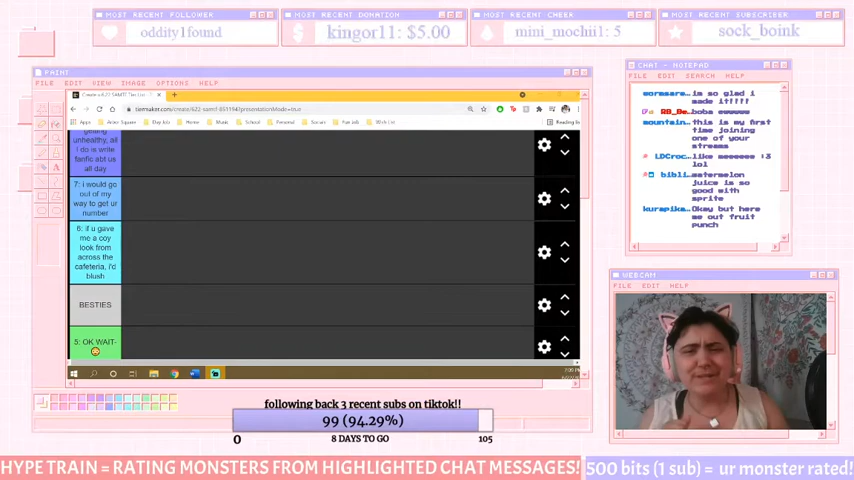 MOST RECENT FOLLOWER
oddity1found
MOST RECENT DONATION
kingor11: $5.00
MOST RECENT CHEER
mini_mochii1: 5
MOST RECENT SUBSCRIBER
sock_boink
PAINT
FILE EDIT VIEW IMAGE OPTIONS HELP
unhealthy, all
i do is write
fanfic abt us
all day
7: i would go
out of my
way to get ur
number
6: if u gave
me a coy
look from
across the
cafeteria, i'd
blush
BESTIES
5: OK WAIT-
CHAT - NOTEPAD
FILE EDIT SEARCH HELP
im so glad i
made it!!!!
mountain… this is my first
time joining
one of your
streams
LDCroc… like meeeeee :3
lol
bibli… watermelon
juice is so
good with
sprite
kurapika… Okay but here
me out fruit
punch
WEBCAM
FILE EDIT HELP
following back 3 recent subs on tiktok!!
99 (94.29%)
0 8 DAYS TO GO 105
HYPE TRAIN = RATING MONSTERS FROM HIGHLIGHTED CHAT MESSAGES!
500 bits (1 sub) = ur monster rated!